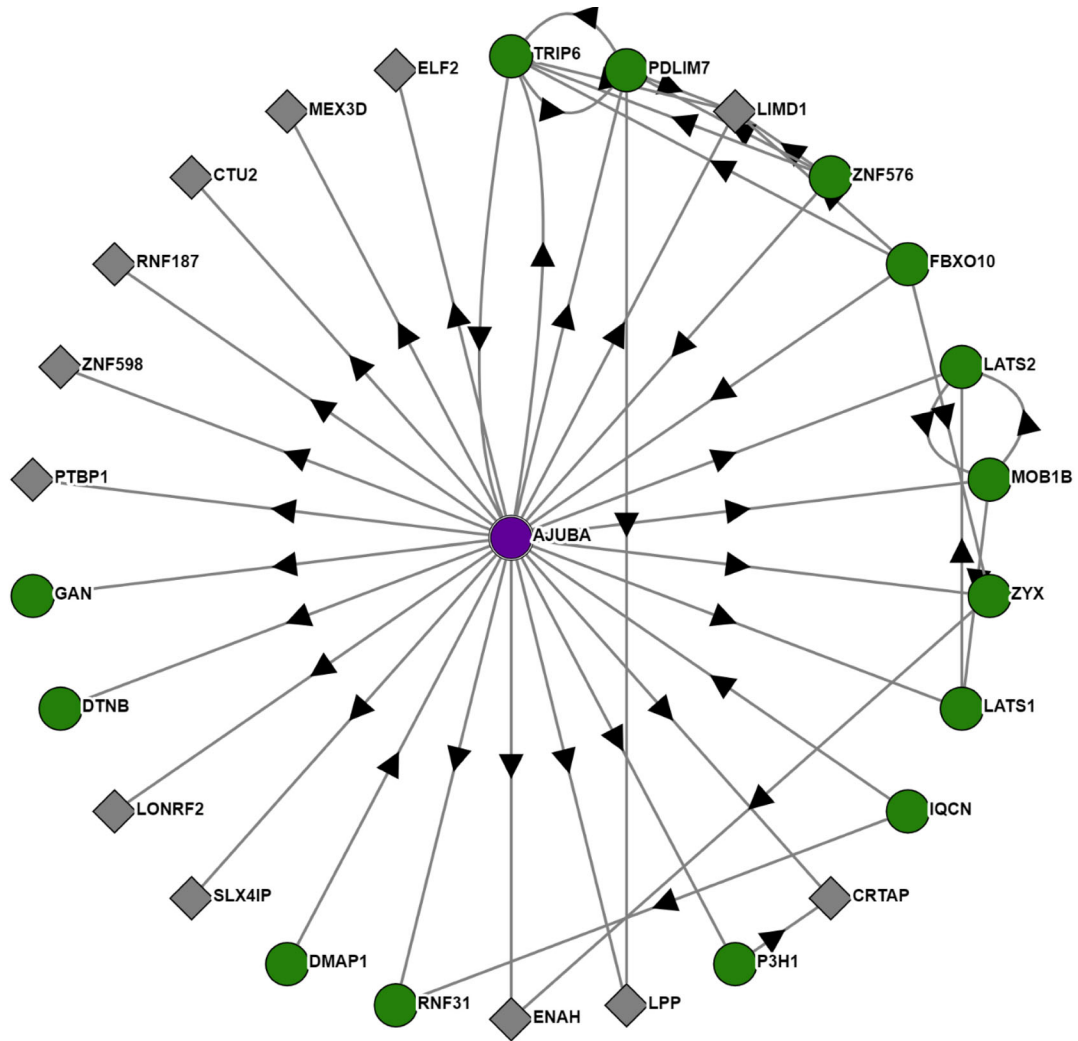 TRIP6
ELF2
PDLIM7
MEX3D
LIMD1
CTU2
ZNF576
RNF187
FBXO10
ZNF598
LATS2
PTBP1
MOB1B
AJUBA
GAN
ZYX
DTNB
LATS1
LONRF2
IQCN
SLX4IP
CRTAP
DMAP1
P3H1
RNF31
LPP
ENAH